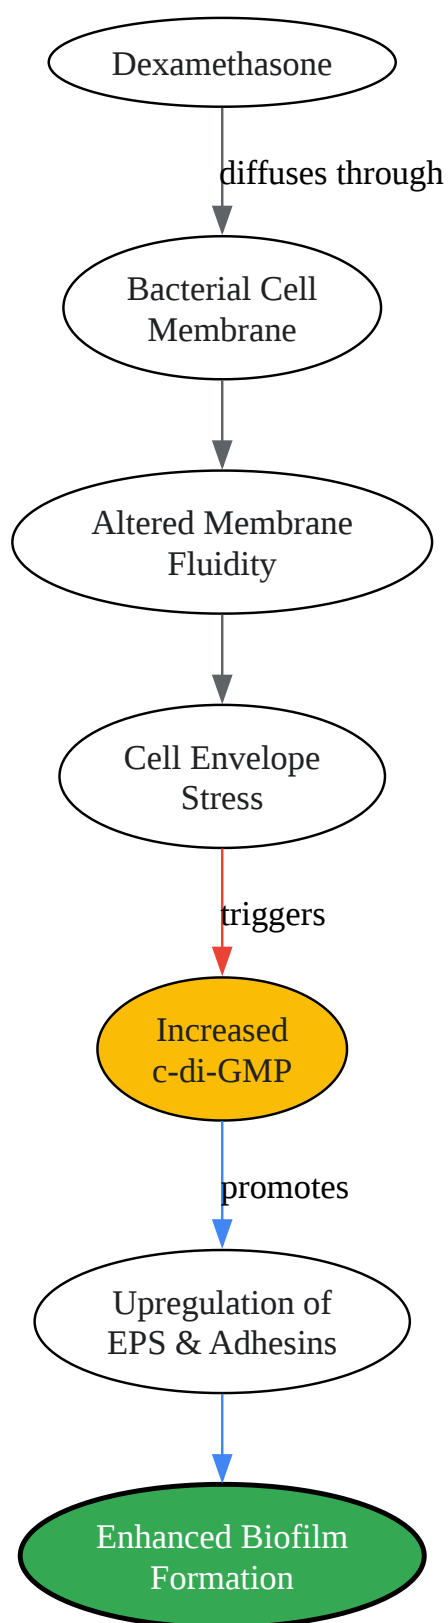 Dexamethasone
diffuses through
Bacterial Cell
Membrane
Altered Membrane
Fluidity
Cell Envelope
Stress
triggers
Increased
c-di-GMP
promotes
Upregulation of
EPS & Adhesins
Enhanced Biofilm
Formation